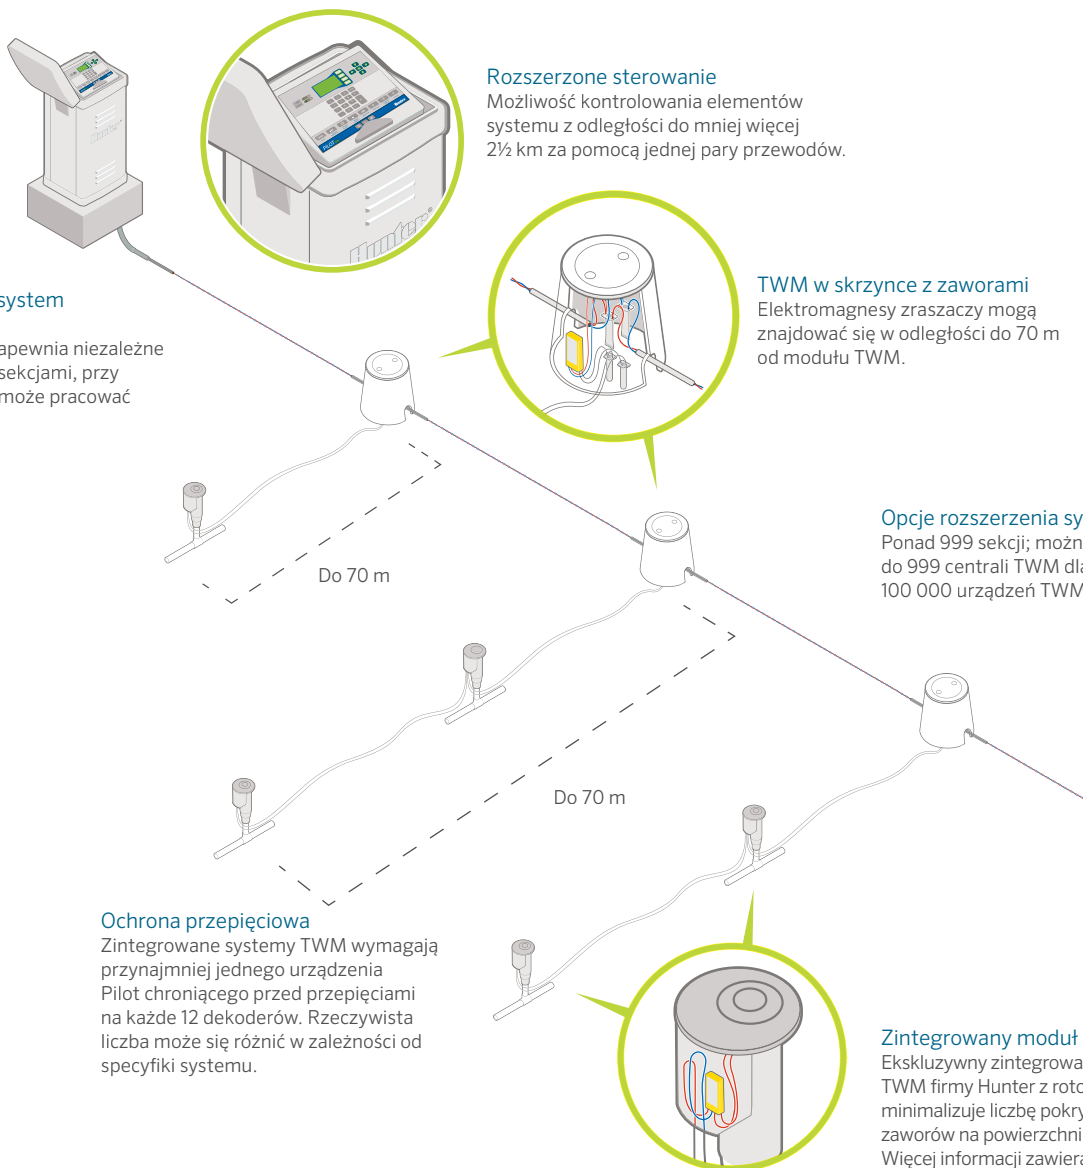 Rozszerzone sterowanie
Możliwość kontrolowania elementów
systemu z odległości do mniej więcej
2½ km za pomocą jednej pary przewodów.
PILOT
Hunter
Hunter
system
apewnia niezależne
sekcjami, przy
może pracować
TWM w skrzynce z zaworami
Elektromagnesy zraszaczy mogą
znajdować się w odległości do 70 m
od modułu TWM.
Do 70 m
Opcje rozszerzenia sy
Ponad 999 sekcji; możn
do 999 centrali TWM dla
100 000 urządzeń TWM
Do 70 m
Ochrona przepięciowa
Zintegrowane systemy TWM wymagają
przynajmniej jednego urządzenia
Pilot chroniącego przed przepięciami
na każde 12 dekoderów. Rzeczywista
liczba może się różnić w zależności od
specyfiki systemu.
Zintegrowany moduł
Ekskluzywny zintegrowa
TWM firmy Hunter z roto
minimalizuje liczbę pokry
zaworów na powierzchni
Więcej informacji zawiera